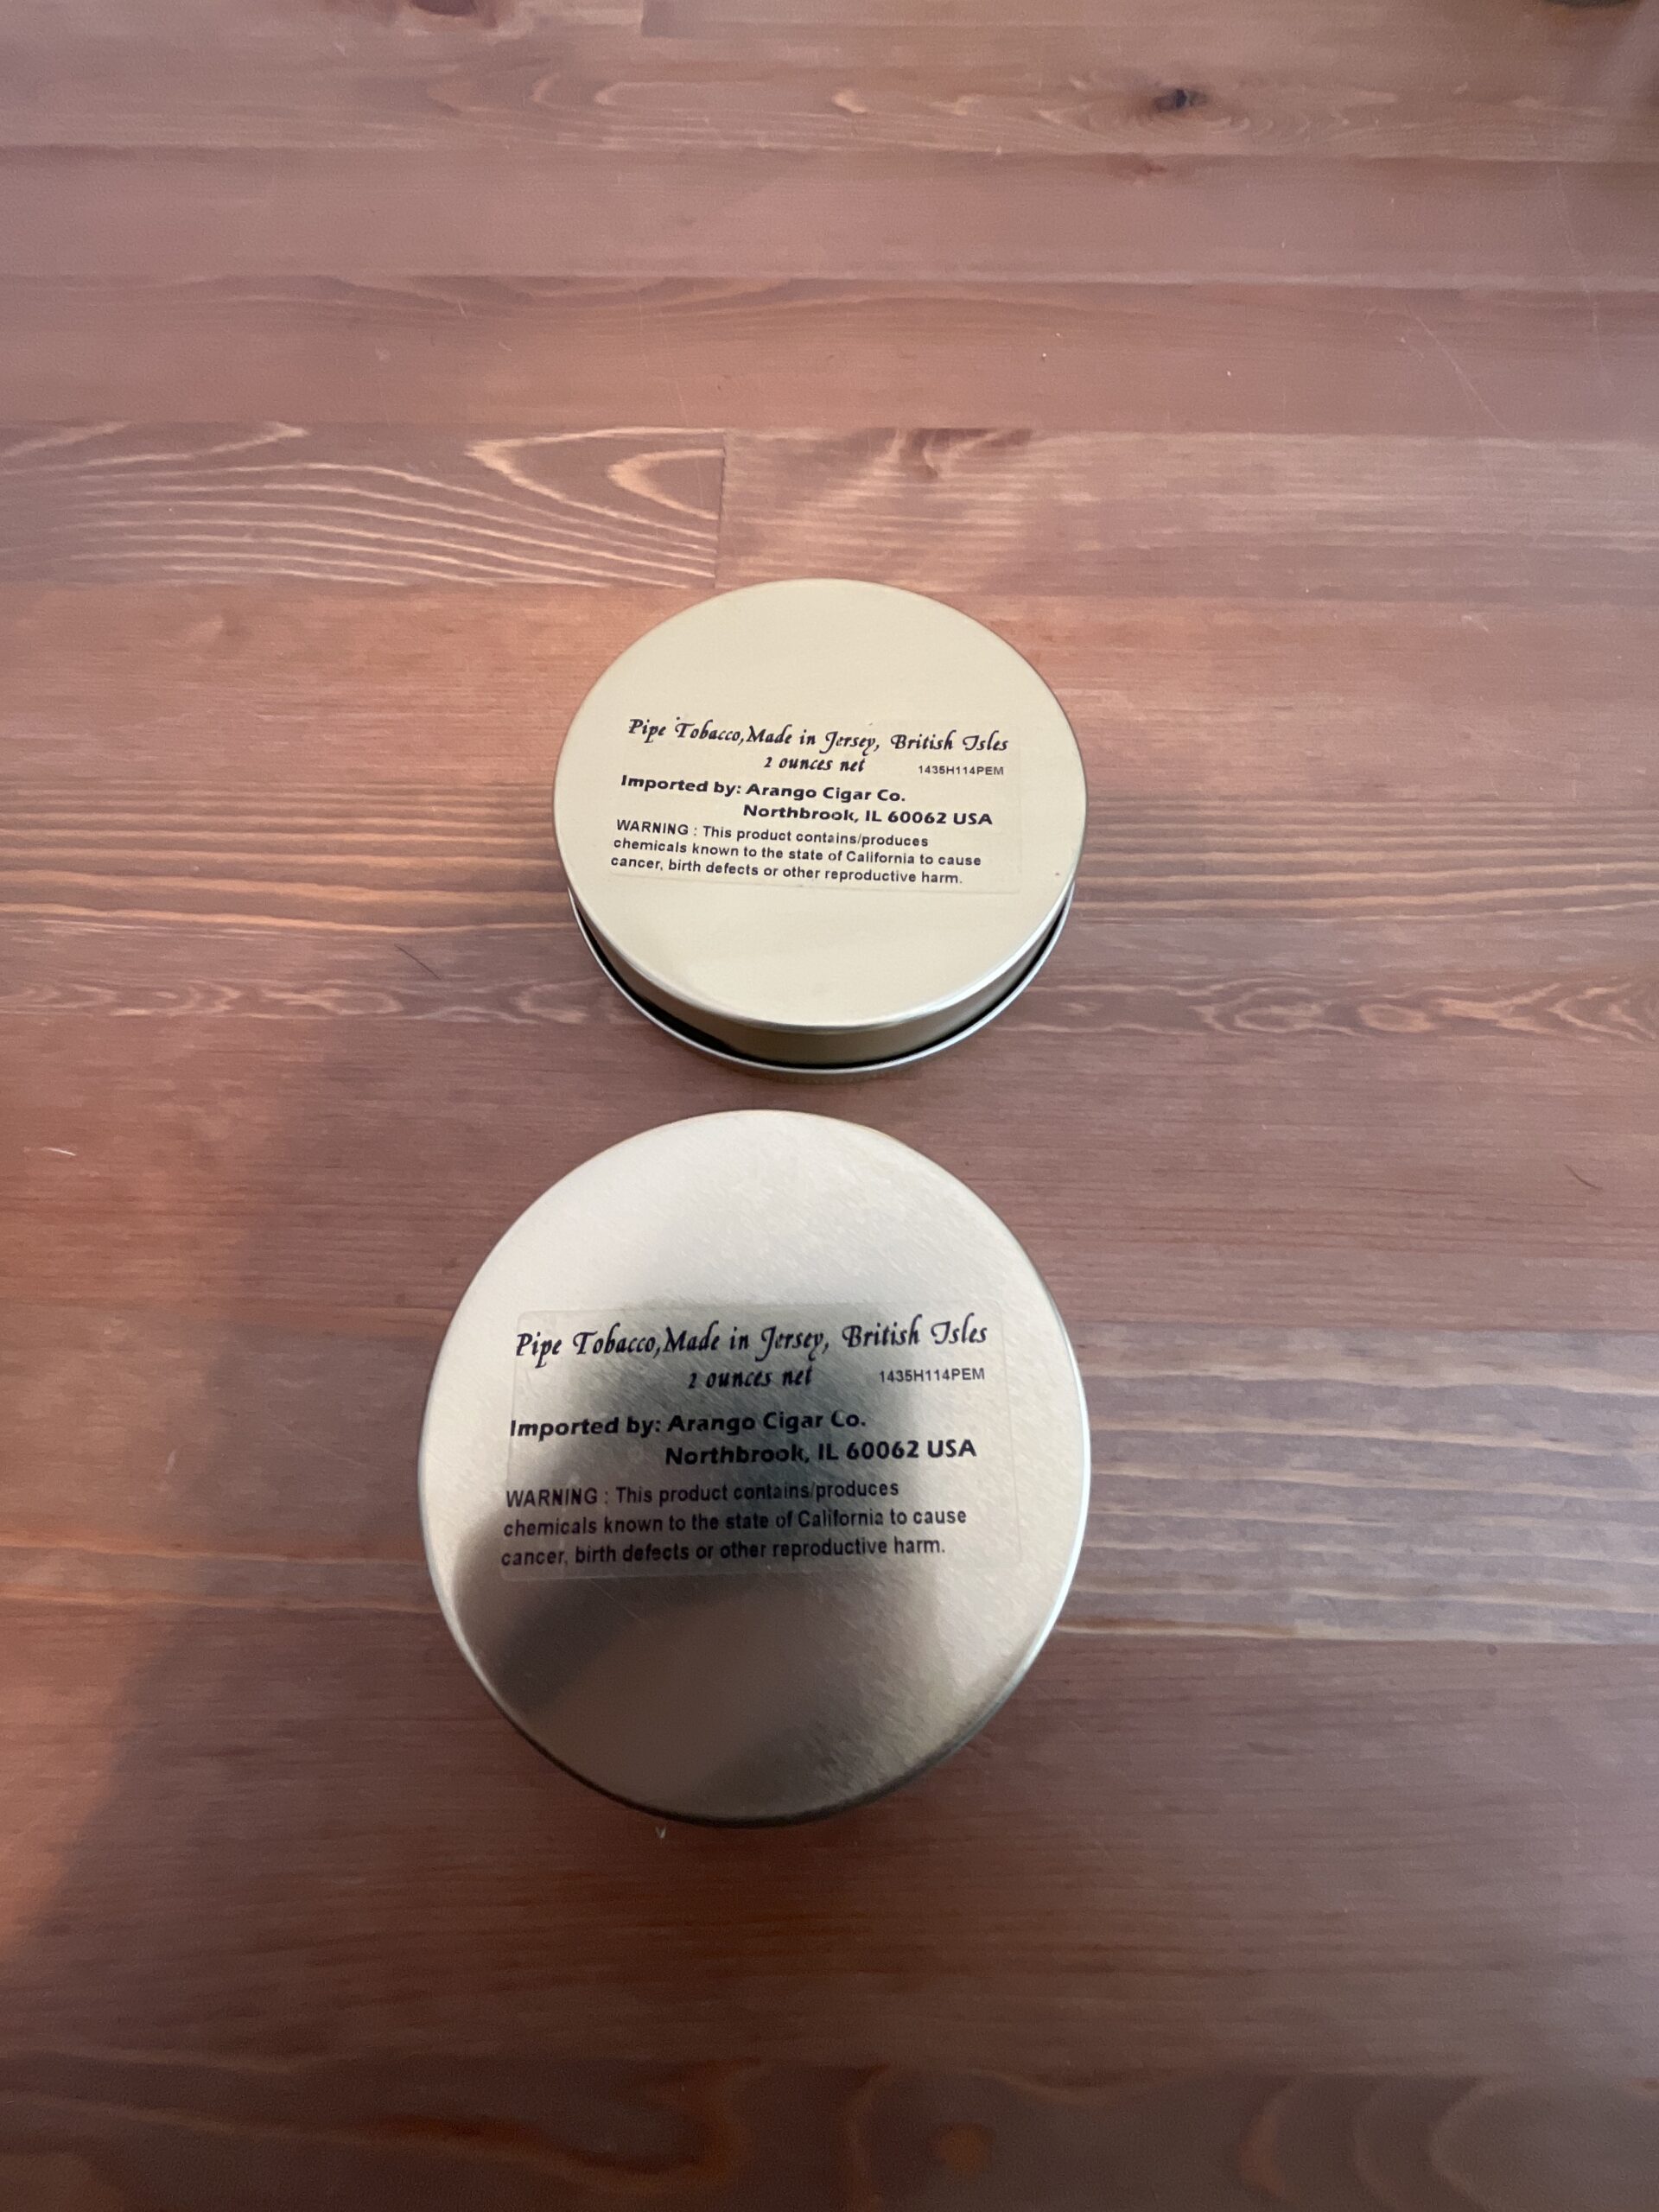 Pipe Tobacco,Made in Jersey, British Isles
2 ounces net 1435H114PEM
Imported by: Arango Cigar Co.
Northbrook, IL 60062 USA
WARNING : This product contains/produces
chemicals known to the state of California to cause
cancer, birth defects or other reproductive harm.
Pipe Tobacco,Made in Jersey, British Isles
2 ounces net 1435H114PEM
Imported by: Arango Cigar Co.
Northbrook, IL 60062 USA
WARNING : This product contains/produces
chemicals known to the state of California to cause
cancer, birth defects or other reproductive harm.